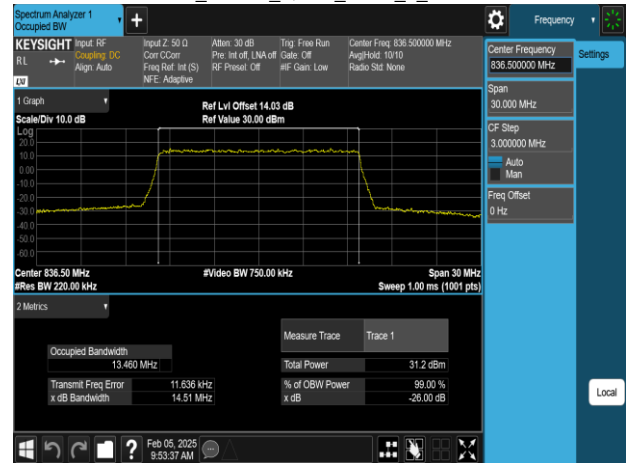 Spectrum Analyzer 1
Occupied BW
Frequency
KEYSIGHT
RL
LXI
Input: RF
Coupling: DC
Align: Auto
Input Z: 50 Ω
Corr CCorr
Freq Ref: Int (S)
NFE: Adaptive
Atten: 30 dB
Pre: Int off, LNA off
RF Presel: Off
Trig: Free Run
Gate: Off
#IF Gain: Low
Center Freq: 836.500000 MHz
Avg|Hold: 10/10
Radio Std: None
Center Frequency
836.500000 MHz
Settings
Span
30.000 MHz
CF Step
3.000000 MHz
Auto
Man
Freq Offset
0 Hz
Local
1 Graph
Scale/Div 10.0 dB
Ref Lvl Offset 14.03 dB
Ref Value 30.00 dBm
Log
20.0
10.0
0.00
-10.0
-20.0
-30.0
-40.0
-50.0
-60.0
Center 836.50 MHz
#Video BW 750.00 kHz
Span 30 MHz
#Res BW 220.00 kHz
Sweep 1.00 ms (1001 pts)
2 Metrics
Measure Trace Trace 1
Occupied Bandwidth
13.460 MHz
Total Power 31.2 dBm
Transmit Freq Error 11.636 kHz
% of OBW Power 99.00 %
x dB Bandwidth 14.51 MHz
x dB -26.00 dB
?
Feb 05, 2025
9:53:37 AM